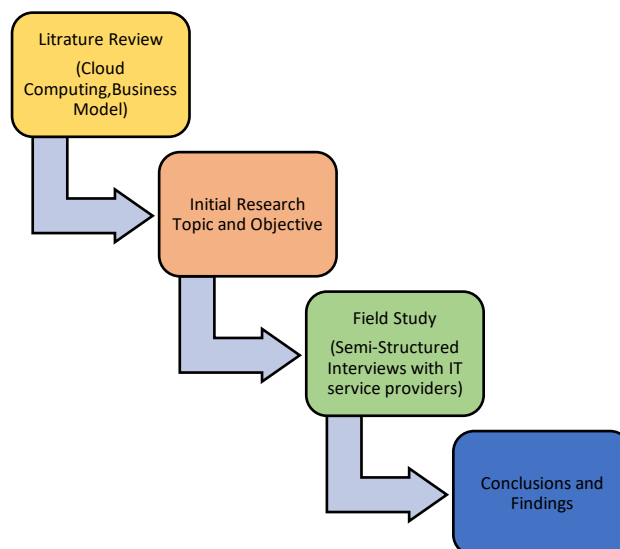 Litrature Review
(Cloud
Computing,Business
Model)
Initial Research
Topic and Objective
Field Study
(Semi-Structured
Interviews with IT
service providers)
Conclusions and
Findings